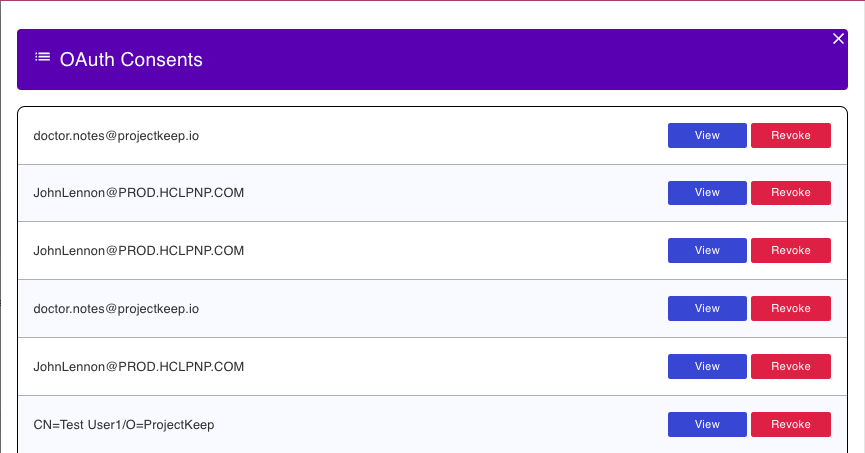 OAuth Consents
doctor.notes@projectkeep.io View Revoke
JohnLennon@PROD.HCLPNP.COM View Revoke
JohnLennon@PROD.HCLPNP.COM View Revoke
doctor.notes@projectkeep.io View Revoke
JohnLennon@PROD.HCLPNP.COM View Revoke
CN=Test User1/O=ProjectKeep View Revoke